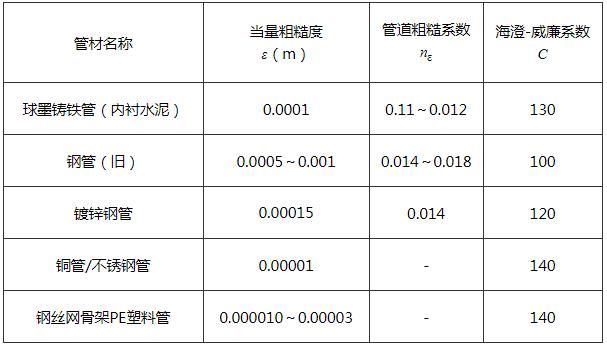 管材名称
当量粗糙度
ε（m）
管道粗糙系数
nε
海澄-威廉系数
C
球墨铸铁管（内衬水泥）
0.0001
0.11～0.012
130
钢管（旧）
0.0005～0.001
0.014～0.018
100
镀锌钢管
0.00015
0.014
120
铜管/不锈钢管
0.00001
-
140
钢丝网骨架PE塑料管
0.000010～0.00003
-
140